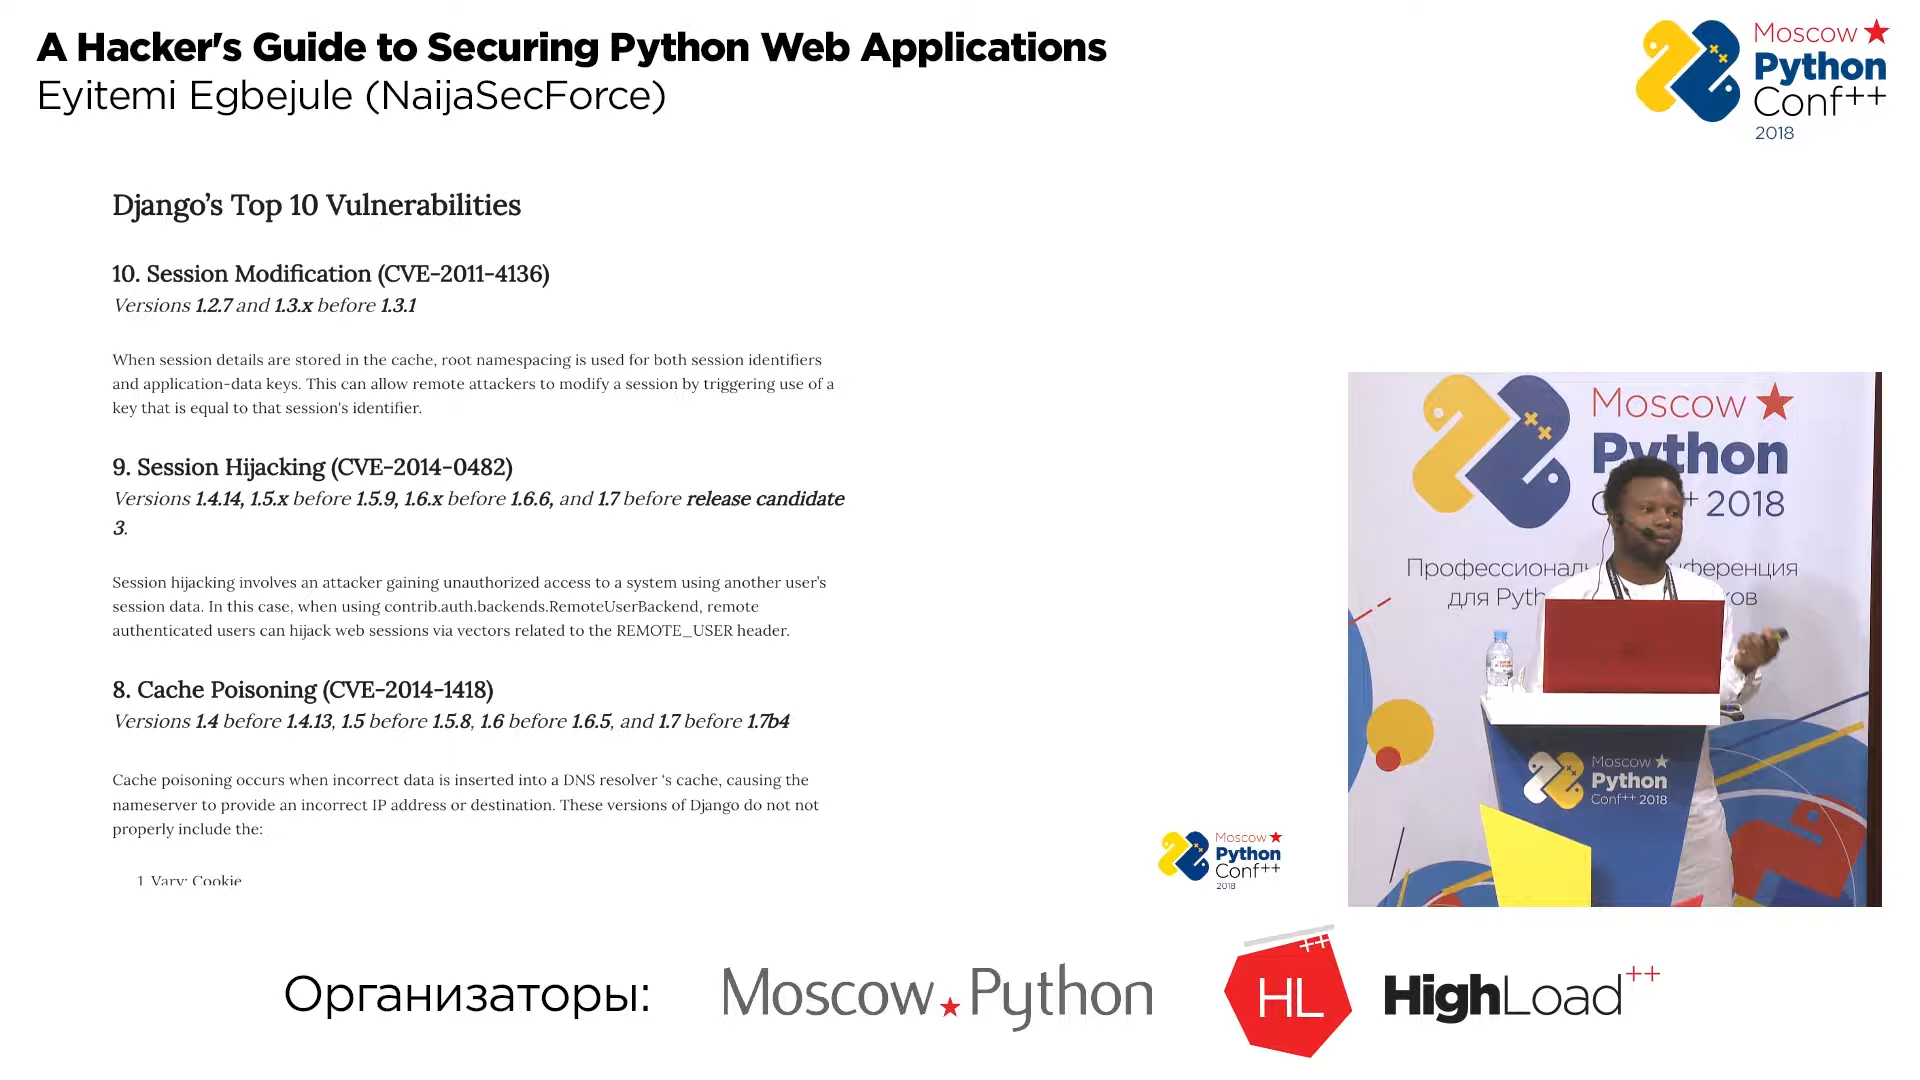 A Hacker's Guide to Securing Python Web Applications
Eyitemi Egbejule (NaijaSecForce)
Moscow
Python
Conf++
2018
Django’s Top 10 Vulnerabilities
10. Session Modification (CVE-2011-4136)
Versions 1.2.7 and 1.3.x before 1.3.1
When session details are stored in the cache, root namespacing is used for both session identifiers
and application-data keys. This can allow remote attackers to modify a session by triggering use of a
key that is equal to that session's identifier.
9. Session Hijacking (CVE-2014-0482)
Versions 1.4.14, 1.5.x before 1.5.9, 1.6.x before 1.6.6, and 1.7 before release candidate
3.
Session hijacking involves an attacker gaining unauthorized access to a system using another user’s
session data. In this case, when using contrib.auth.backends.RemoteUserBackend, remote
authenticated users can hijack web sessions via vectors related to the REMOTE_USER header.
8. Cache Poisoning (CVE-2014-1418)
Versions 1.4 before 1.4.13, 1.5 before 1.5.8, 1.6 before 1.6.5, and 1.7 before 1.7b4
Cache poisoning occurs when incorrect data is inserted into a DNS resolver ‘s cache, causing the
nameserver to provide an incorrect IP address or destination. These versions of Django do not not
properly include the:
1. Vary: Cookie
Moscow
Python
Conf++
2018
Moscow
Python
2018
для
Moscow
Python
Conf++ 2018
Организаторы:
Moscow Python
HL++
HighLoad++